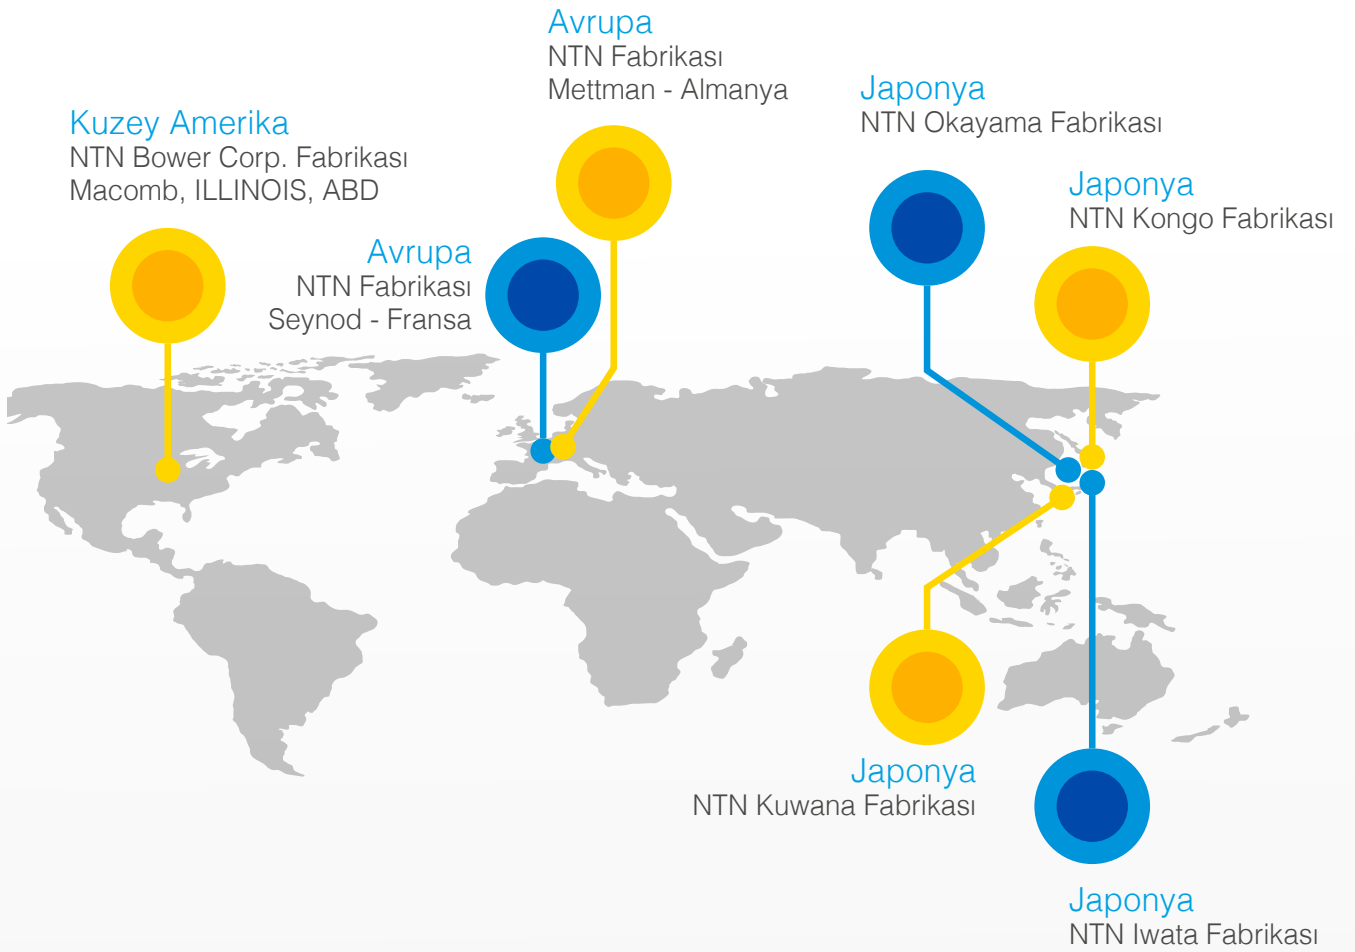 Avrupa
NTN Fabrikası
Mettman - Almanya
Japonya
NTN Okayama Fabrikası
Kuzey Amerika
NTN Bower Corp. Fabrikası
Macomb, ILLINOIS, ABD
Japonya
NTN Kongo Fabrikası
Avrupa
NTN Fabrikası
Seynod - Fransa
Japonya
NTN Kuwana Fabrikası
Japonya
NTN Iwata Fabrikası